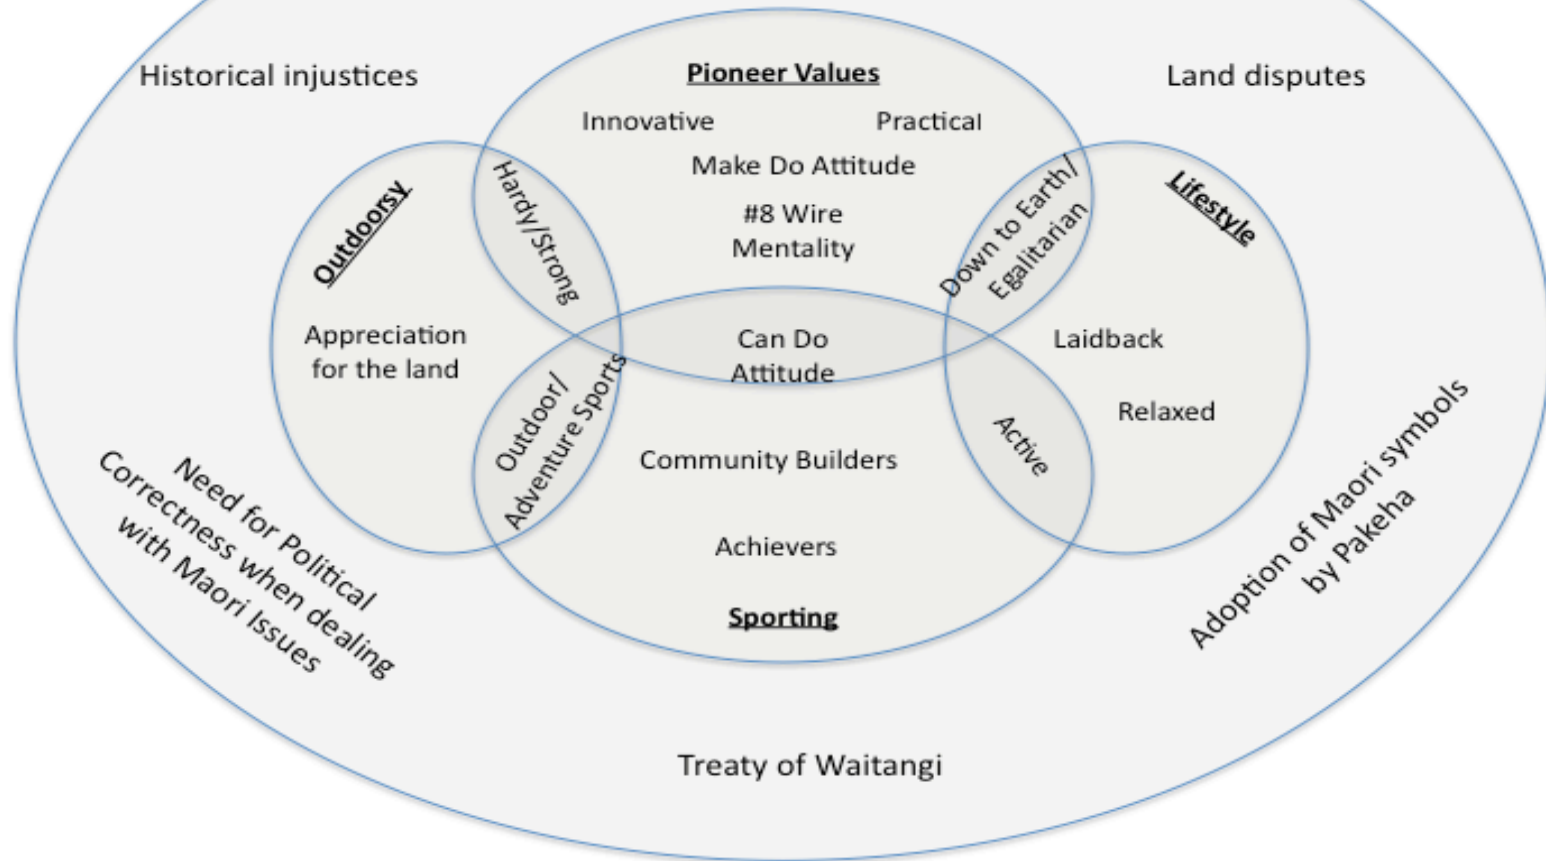 Historical injustices
Land disputes
Pioneer Values
Innovative
Practical
Make Do Attitude
#8 Wire
Mentality
Outdoorsy
Hardy/Strong
Down to Earth/
Egalitarian
Lifestyle
Appreciation
for the land
Can Do
Attitude
Laidback
Relaxed
Outdoor/
Adventure Sports
Active
Community Builders
Achievers
Sporting
Need for Political
Correctness when dealing
with Maori Issues
Adoption of Maori symbols
by Pakeha
Treaty of Waitangi